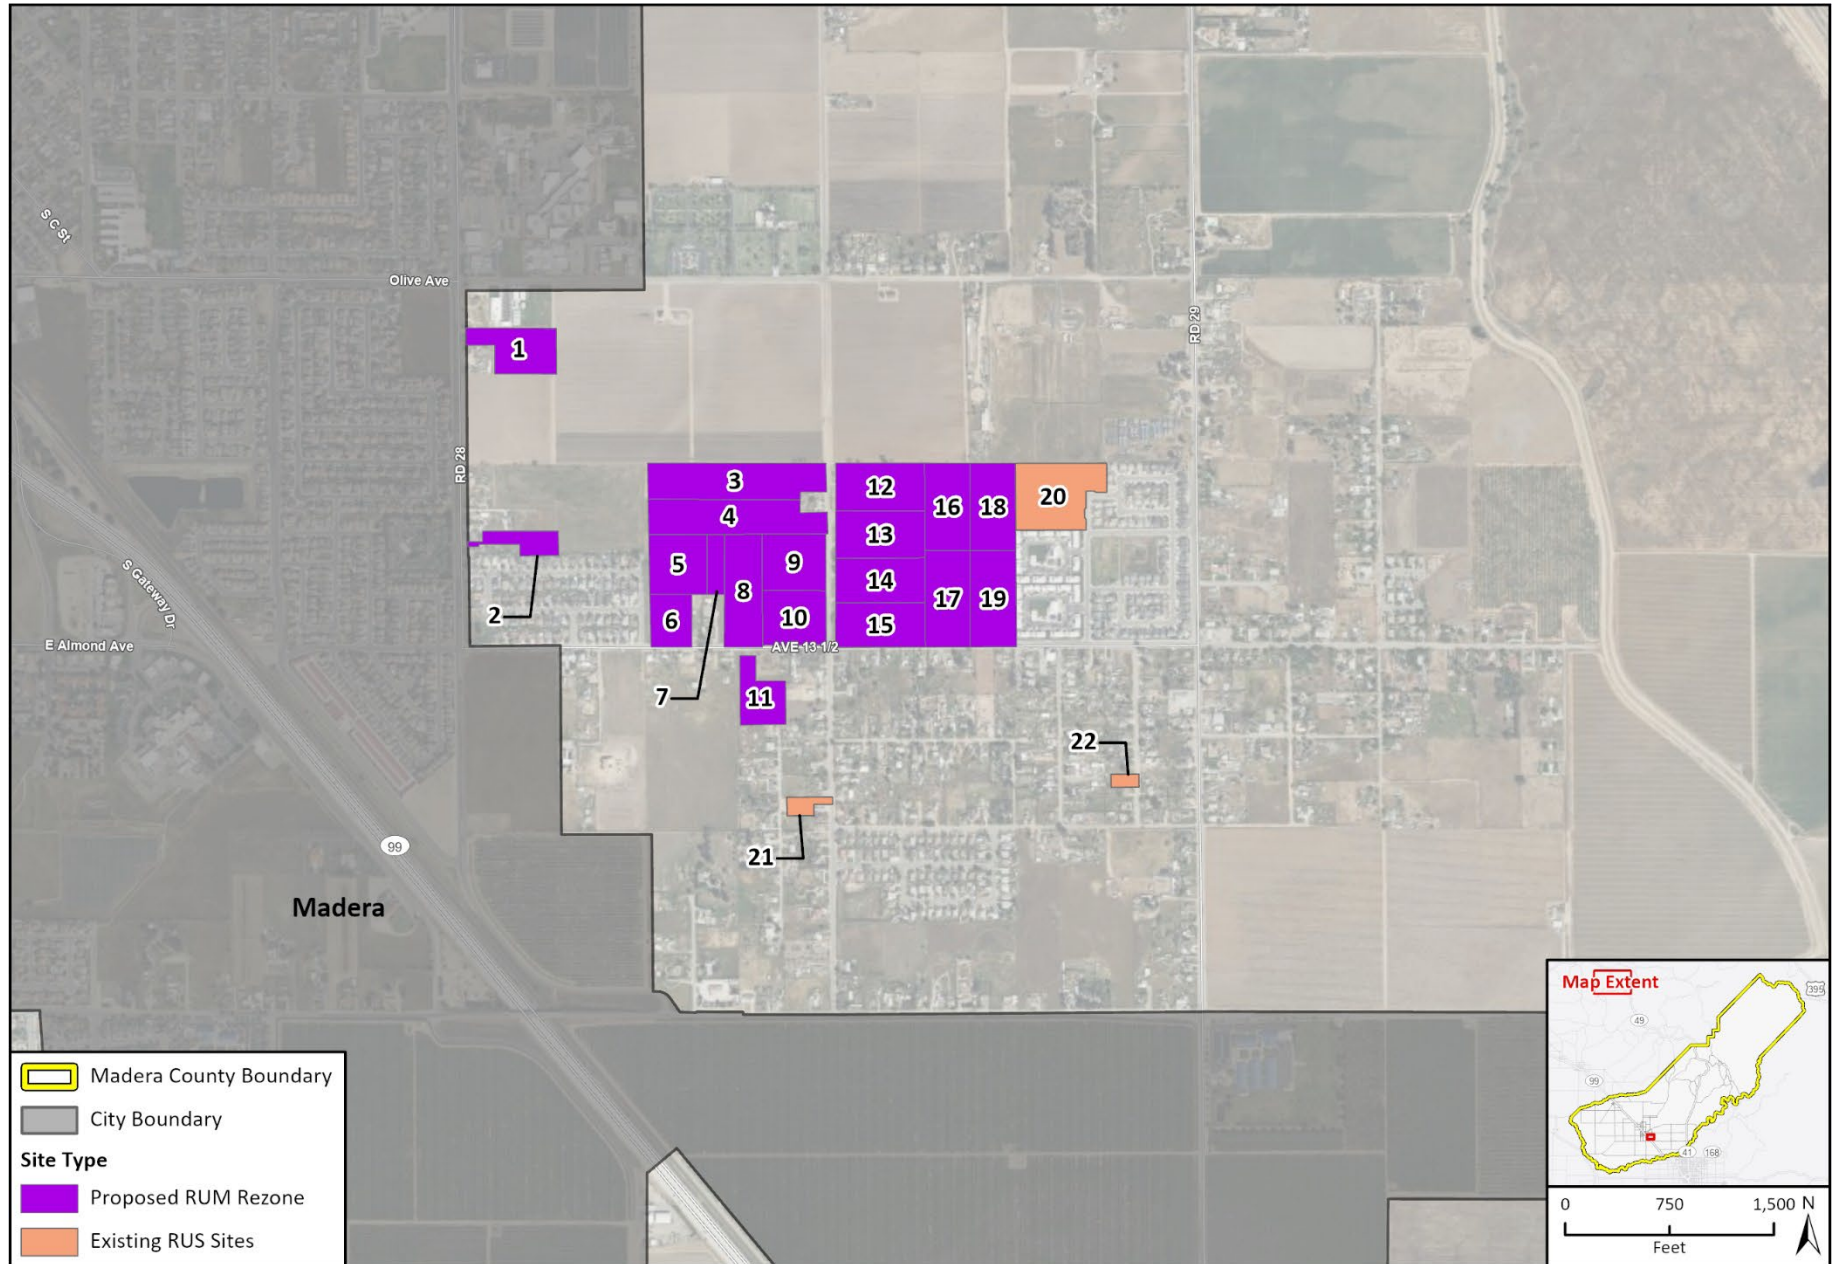 S C St
Olive Ave
RD 29
1
RD 28
3
12
20
16
18
4
13
9
5
14
8
17
19
S Gateway Dr
2
6
10
15
E Almond Ave
AVE 13 1/2
7
11
22
21
99
Madera
Map Extent
395
49
99
41
168
Madera County Boundary
City Boundary
Site Type
Proposed RUM Rezone
Existing RUS Sites
0 750 1,500 N
Feet